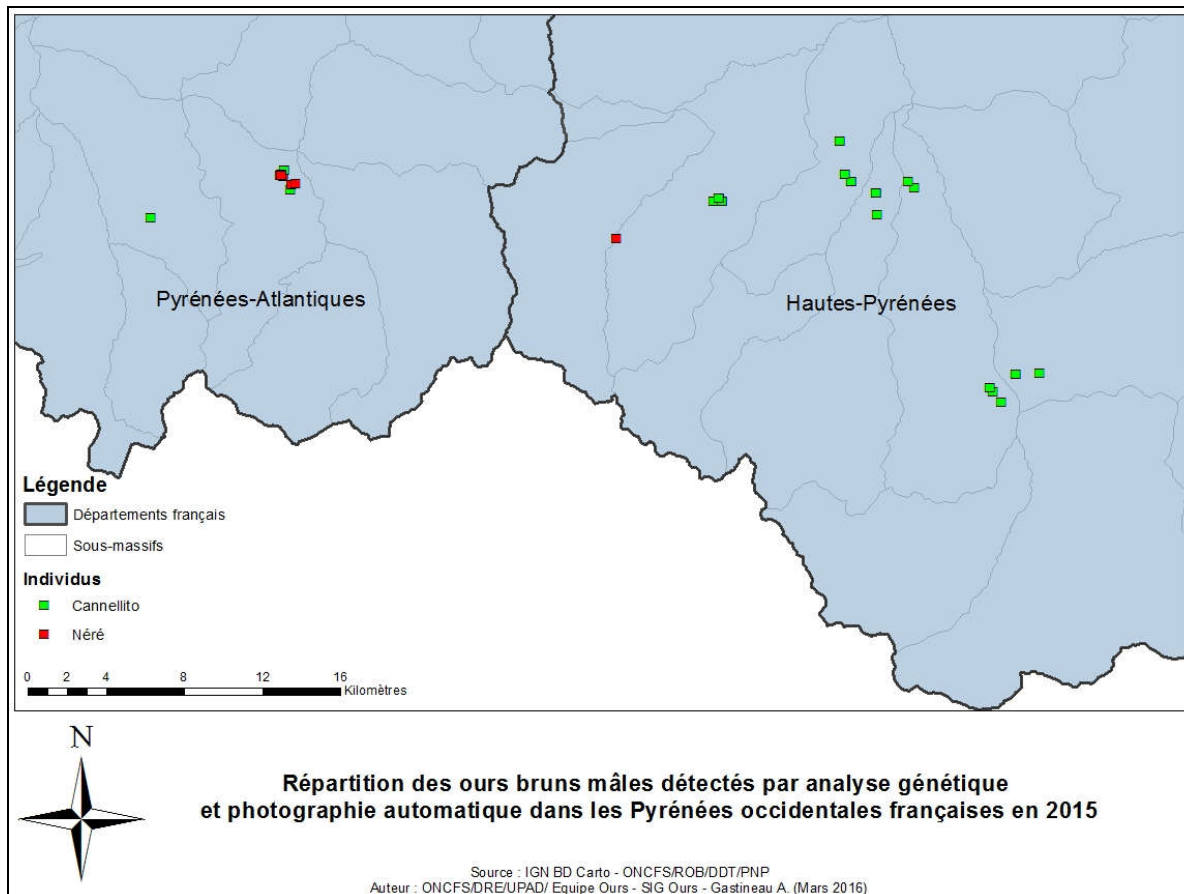 Pyrénées-Atlantiques
Hautes-Pyrénées
Légende
Départements français
Sous-massifs
Individus
Cannellito
Néré
0 2 4 8 12 16
Kilomètres
N
Répartition des ours bruns mâles détectés par analyse génétique
et photographie automatique dans les Pyrénées occidentales françaises en 2015
Source : IGN BD Carto - ONCFS/ROB/DDT/PNP
Auteur : ONCFS/DRE/UPAD/ Equipe Ours - SIG Ours - Gastineau A. (Mars 2016)